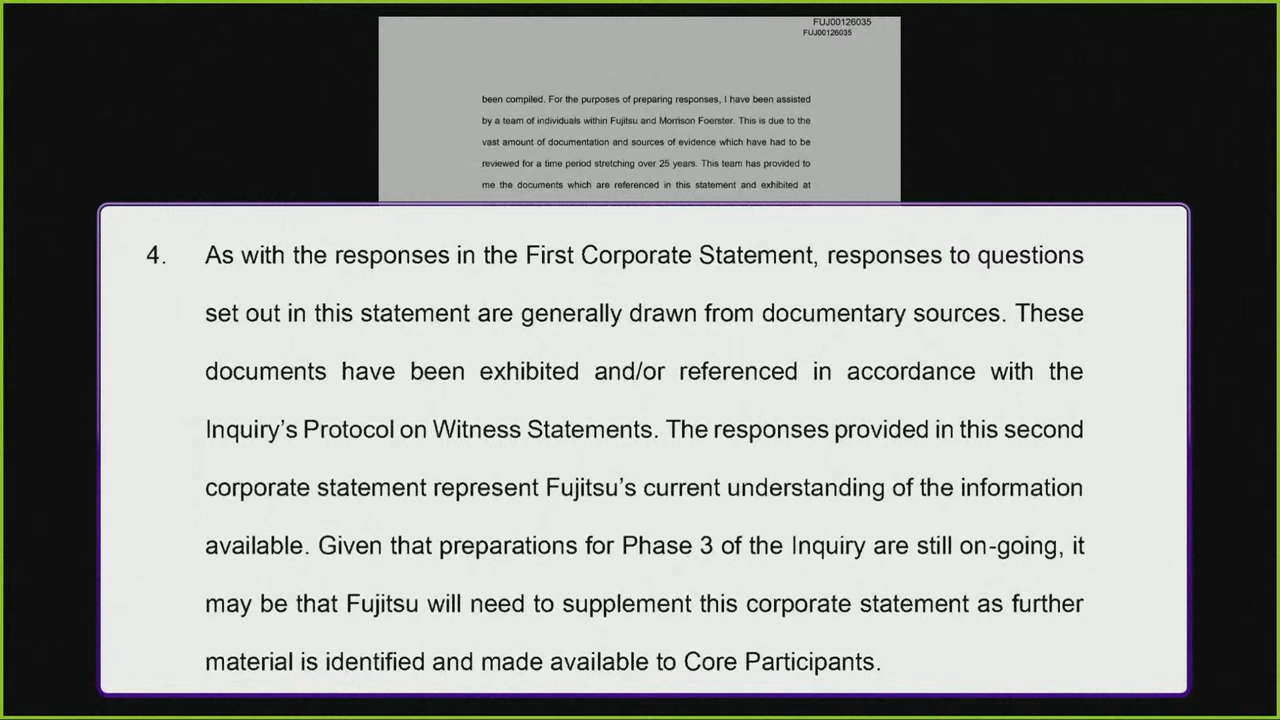 FUJ00126035
FUJ00126035
been compiled. For the purposes of preparing responses, I have been assisted
by a team of individuals within Fujitsu and Morrison Foerster. This is due to the
vast amount of documentation and sources of evidence which have had to be
reviewed for a time period stretching over 25 years. This team has provided to
me the documents which are referenced in this statement and exhibited at
4. As with the responses in the First Corporate Statement, responses to questions
set out in this statement are generally drawn from documentary sources. These
documents have been exhibited and/or referenced in accordance with the
Inquiry's Protocol on Witness Statements. The responses provided in this second
corporate statement represent Fujitsu's current understanding of the information
available. Given that preparations for Phase 3 of the Inquiry are still on-going, it
may be that Fujitsu will need to supplement this corporate statement as further
material is identified and made available to Core Participants.